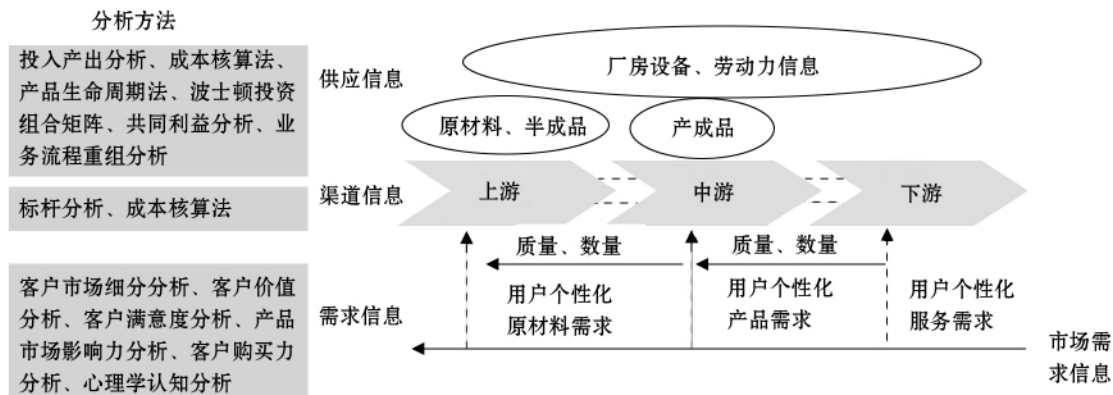 分析方法
投入产出分析、成本核算法、
产品生命周期法、波士顿投资
组合矩阵、共同利益分析、业
务流程重组分析
供应信息
厂房设备、劳动力信息
原材料、半成品
产成品
标杆分析、成本核算法
渠道信息
上游
中游
下游
质量、数量
质量、数量
客户市场细分分析、客户价值
分析、客户满意度分析、产品
市场影响力分析、客户购买力
分析、心理学认知分析
需求信息
用户个性化
原材料需求
用户个性化
产品需求
用户个性化
服务需求
市场需
求信息